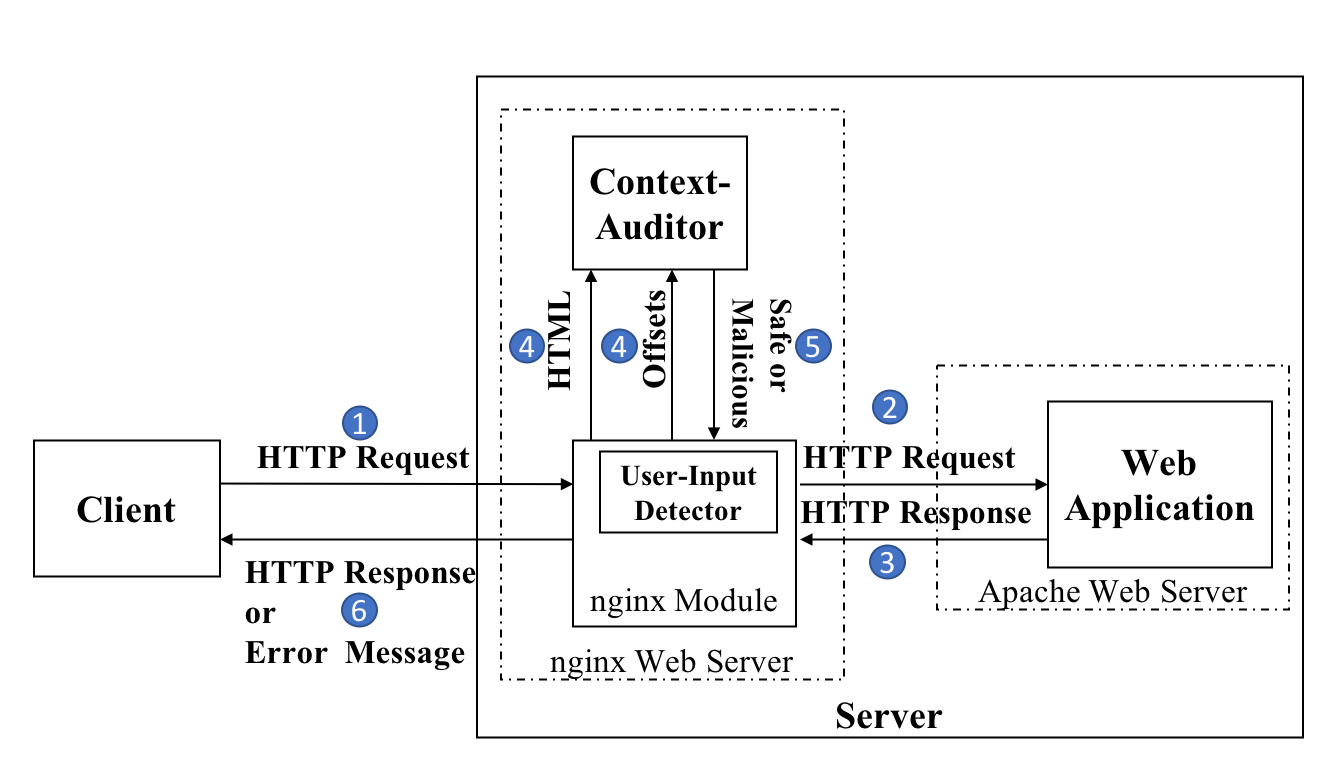 Context-
Auditor
4
HTML
4
Offsets
Safe or
Malicious
5
1
HTTP Request
2
HTTP Request
Client
User-Input
Detector
HTTP Response
3
Web
Application
HTTP Response
or
6
Error Message
nginx Module
Apache Web Server
nginx Web Server
Server